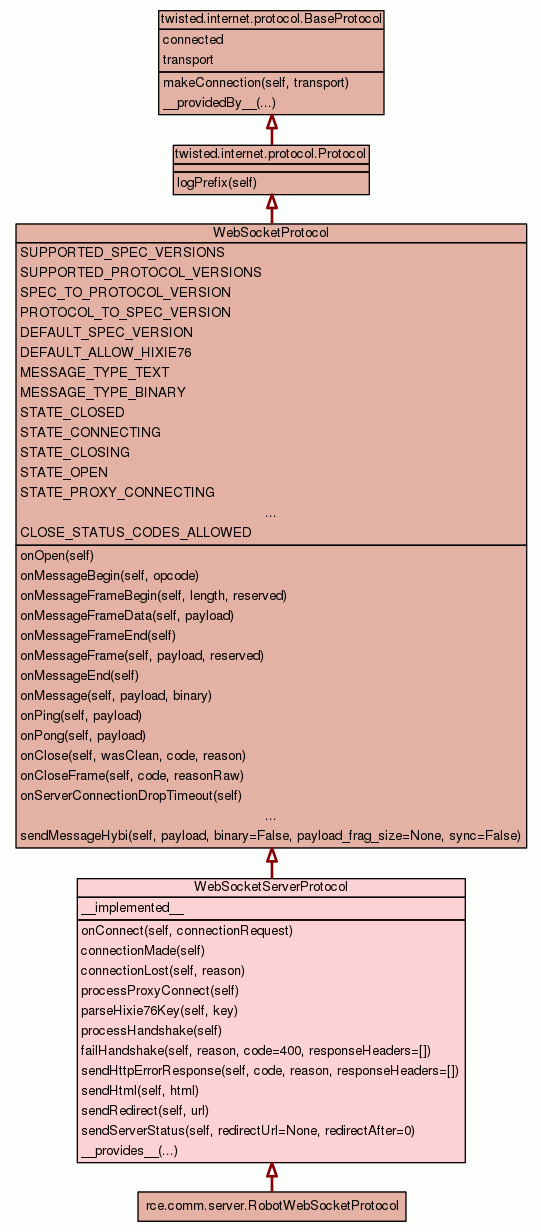 twisted.internet.protocol.BaseProtocol
connected
transport
makeConnection(self, transport)
__providedBy__(...)
twisted.internet.protocol.Protocol
logPrefix(self)
WebSocketProtocol
SUPPORTED_SPEC_VERSIONS
SUPPORTED_PROTOCOL_VERSIONS
SPEC_TO_PROTOCOL_VERSION
PROTOCOL_TO_SPEC_VERSION
DEFAULT_SPEC_VERSION
DEFAULT_ALLOW_HIXIE76
MESSAGE_TYPE_TEXT
MESSAGE_TYPE_BINARY
STATE_CLOSED
STATE_CONNECTING
STATE_CLOSING
STATE_OPEN
STATE_PROXY_CONNECTING
...
CLOSE_STATUS_CODES_ALLOWED
onOpen(self)
onMessageBegin(self, opcode)
onMessageFrameBegin(self, length, reserved)
onMessageFrameData(self, payload)
onMessageFrameEnd(self)
onMessageFrame(self, payload, reserved)
onMessageEnd(self)
onMessage(self, payload, binary)
onPing(self, payload)
onPong(self, payload)
onClose(self, wasClean, code, reason)
onCloseFrame(self, code, reasonRaw)
onServerConnectionDropTimeout(self)
...
sendMessageHybi(self, payload, binary=False, payload_frag_size=None, sync=False)
WebSocketServerProtocol
__implemented__
onConnect(self, connectionRequest)
connectionMade(self)
connectionLost(self, reason)
processProxyConnect(self)
parseHixie76Key(self, key)
processHandshake(self)
failHandshake(self, reason, code=400, responseHeaders=[])
sendHttpErrorResponse(self, code, reason, responseHeaders=[])
sendHtml(self, html)
sendRedirect(self, url)
sendServerStatus(self, redirectUrl=None, redirectAfter=0)
__provides__(...)
rce.comm.server.RobotWebSocketProtocol